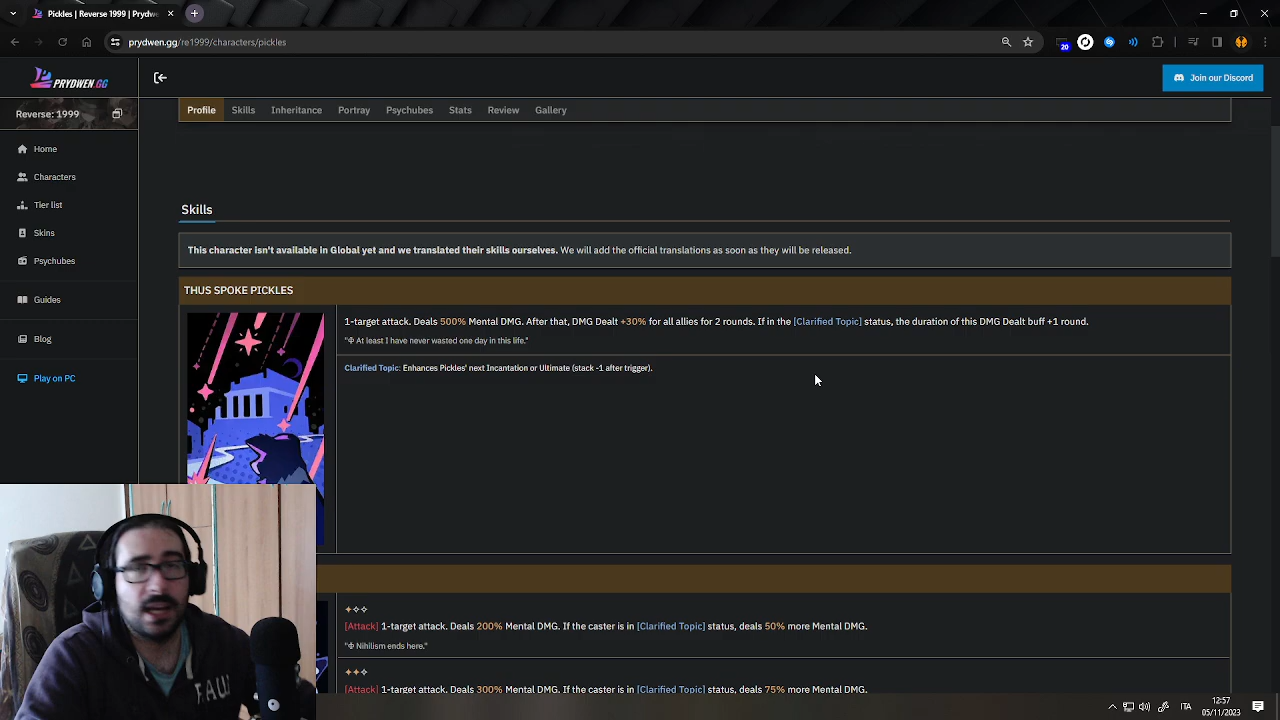 Pickles | Reverse 1999 | Prydw
prydwen.gg/re1999/characters/pickles
20
PRYDWEN.GG
Join our Discord
Reverse: 1999
Profile
Skills
Inheritance
Portray
Psychubes
Stats
Review
Gallery
Home
Characters
Tier list
Skins
Psychubes
Guides
Blog
Play on PC
Skills
This character isn't available in Global yet and we translated their skills ourselves. We will add the official translations as soon as they will be released.
THUS SPOKE PICKLES
1-target attack. Deals 500% Mental DMG. After that, DMG Dealt +30% for all allies for 2 rounds. If in the [Clarified Topic] status, the duration of this DMG Dealt buff +1 round.
"✠ At least I have never wasted one day in this life."
Clarified Topic: Enhances Pickles' next Incantation or Ultimate (stack -1 after trigger).
✦✧✧
[Attack] 1-target attack. Deals 200% Mental DMG. If the caster is in [Clarified Topic] status, deals 50% more Mental DMG.
"✠ Nihilism ends here."
✦✦✧
[Attack] 1-target attack. Deals 300% Mental DMG. If the caster is in [Clarified Topic] status, deals 75% more Mental DMG.
ITA
12:57
05/11/2023